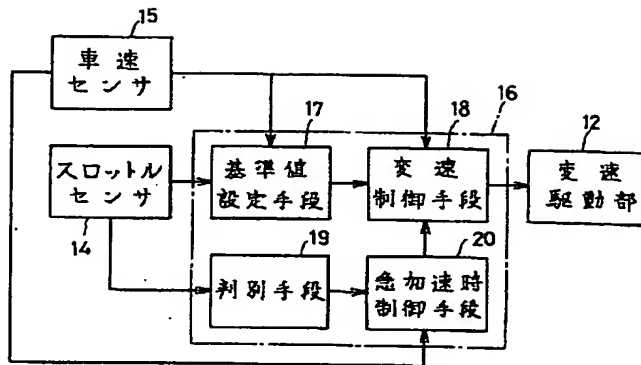 15
車速
センサ
スロットル
センサ
14
16
17
基準値
設定手段
18
変速
制御手段
12
変速
駆動部
19
判別手段
20
急加速時
制御手段